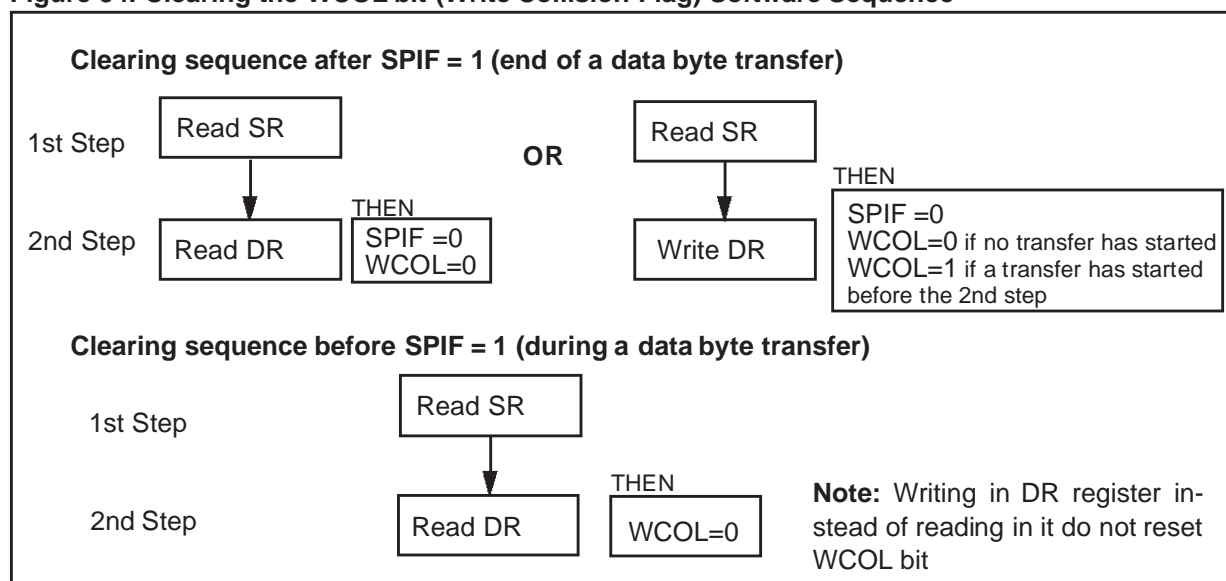 Clearing sequence after SPIF = 1 (end of a data byte transfer)
1st Step
Read SR
OR
Read SR
2nd Step
Read DR
THEN
SPIF =0
WCOL=0
Write DR
THEN
SPIF =0
WCOL=0 if no transfer has started
WCOL=1 if a transfer has started
before the 2nd step
Clearing sequence before SPIF = 1 (during a data byte transfer)
1st Step
Read SR
2nd Step
Read DR
THEN
WCOL=0
Note: Writing in DR register in-
stead of reading in it do not reset
WCOL bit